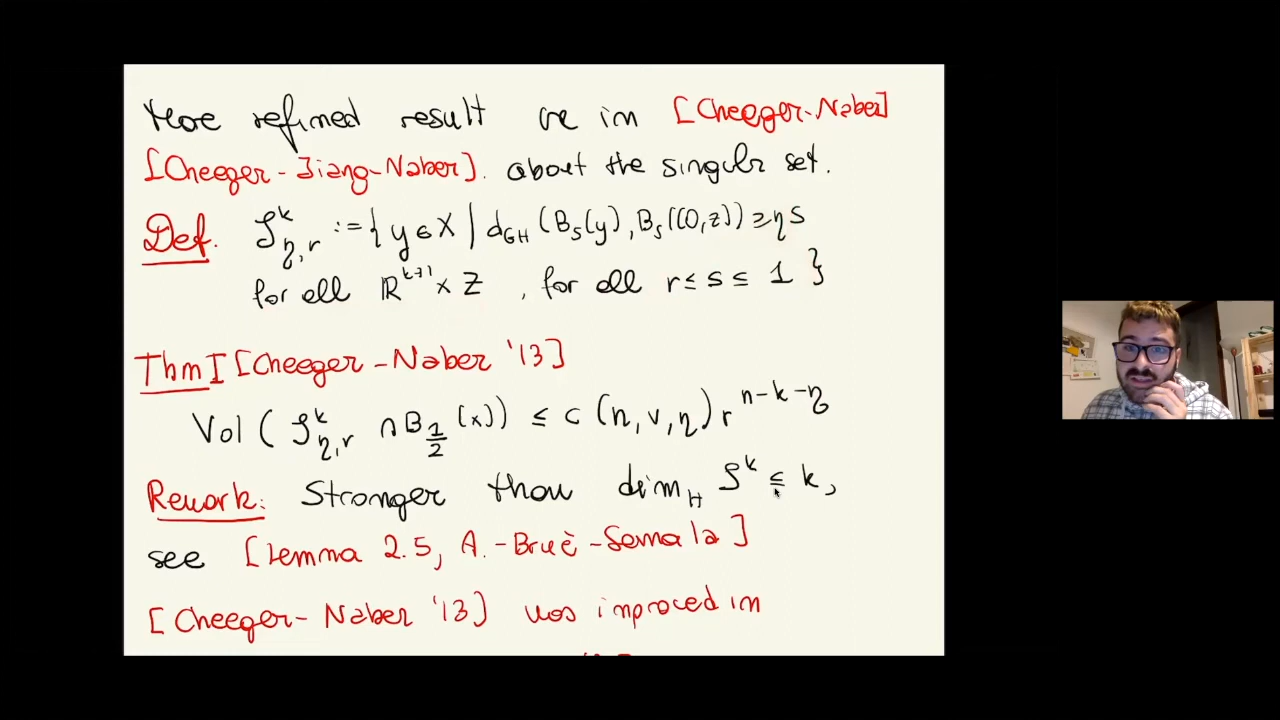 More refined result are in [Cheeger-Naber]
[Cheeger-Jiang-Naber]. about the singular set.
Def. S^k_{η,r} := { y ∈ X | d_{GH} (B_s(y), B_s((0,z)) ≥ηs
for all ℝ^{k+1} × Z , for all r ≤ s ≤ 1 }
Thm I [Cheeger-Naber '13]
Vol( S^k_{η,r} ∩ B_{1/2}(x)) ≤ c(n,v,η) r^{n-k-η}
Remark: Stronger than dim_H S^k ≤ k,
see [Lemma 2.5, A.-Bruè-Semola]
[Cheeger-Naber '13] was improved in